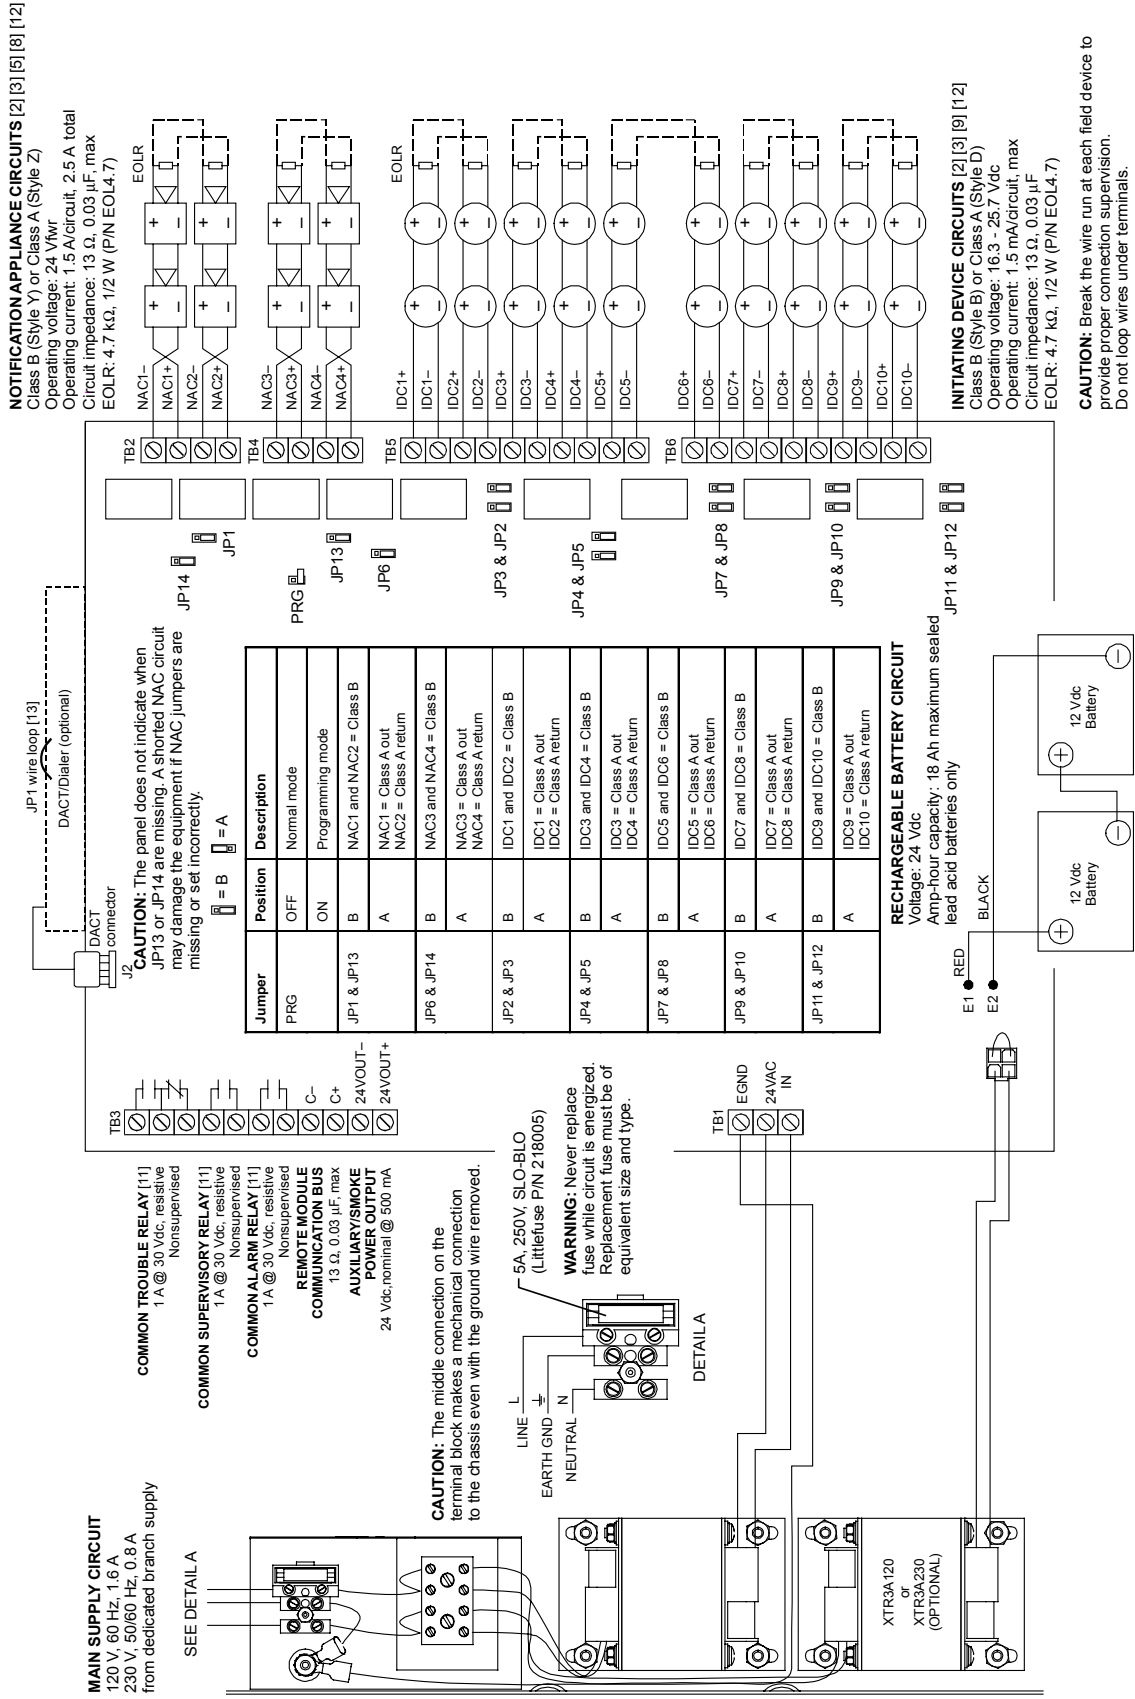 MAIN SUPPLY CIRCUIT
120 V, 60 Hz, 1.6 A
230 V, 50/60 Hz, 0.8 A
from dedicated branch supply
SEE DETAIL A
XTR3A120
or
XTR3A230
(OPTIONAL)
COMMON TROUBLE RELAY [11]
1 A @ 30 Vdc, resistive
Nonsupervised
COMMON SUPERVISORY RELAY [11]
1 A @ 30 Vdc, resistive
Nonsupervised
COMMON ALARM RELAY [11]
1 A @ 30 Vdc, resistive
Nonsupervised
REMOTE MODULE
COMMUNICATION BUS
13 Ω, 0.03 µF, max
AUXILIARY/SMOKE
POWER OUTPUT
24 Vdc,nominal @ 500 mA
TB3
C–
C+
24VOUT–
24VOUT+
CAUTION: The middle connection on the
terminal block makes a mechanical connection
to the chassis even with the ground wire removed.
LINE
L
EARTH GND
NEUTRAL
N
5A, 250V, SLO-BLO
(Littlefuse P/N 218005)
WARNING: Never replace
fuse while circuit is energized.
Replacement fuse must be of
equivalent size and type.
DETAIL A
TB1
EGND
24VAC
IN
JP1 wire loop [13]
DACT/Dialer (optional)
DACT
connector
J2
CAUTION: The panel does not indicate when
JP13 or JP14 are missing. A shorted NAC circuit
may damage the equipment if NAC jumpers are
missing or set incorrectly.
= B
= A
Jumper Position Description
PRG OFF Normal mode
ON Programming mode
JP1 & JP13 B NAC1 and NAC2 = Class B
A NAC1 = Class A out
NAC2 = Class A return
JP6 & JP14 B NAC3 and NAC4 = Class B
A NAC3 = Class A out
NAC4 = Class A return
JP2 & JP3 B IDC1 and IDC2 = Class B
A IDC1 = Class A out
IDC2 = Class A return
JP4 & JP5 B IDC3 and IDC4 = Class B
A IDC3 = Class A out
IDC4 = Class A return
JP7 & JP8 B IDC5 and IDC6 = Class B
A IDC5 = Class A out
IDC6 = Class A return
JP9 & JP10 B IDC7 and IDC8 = Class B
A IDC7 = Class A out
IDC8 = Class A return
JP11 & JP12 B IDC9 and IDC10 = Class B
A IDC9 = Class A out
IDC10 = Class A return
RECHARGEABLE BATTERY CIRCUIT
Voltage: 24 Vdc
Amp-hour capacity: 18 Ah maximum sealed
lead acid batteries only
E1
RED
E2
BLACK
12 Vdc
Battery
12 Vdc
Battery
JP14
JP1
PRG
JP13
JP6
JP3 & JP2
JP4 & JP5
JP7 & JP8
JP9 & JP10
JP11 & JP12
NOTIFICATION APPLIANCE CIRCUITS [2] [3] [5] [8] [12]
Class B (Style Y) or Class A (Style Z)
Operating voltage: 24 Vfwr
Operating current: 1.5 A/circuit, 2.5 A total
Circuit impedance: 13 Ω, 0.03 µF, max
EOLR: 4.7 kΩ, 1/2 W (P/N EOL4.7)
TB2
NAC1–
NAC1+
NAC2–
NAC2+
EOLR
TB4
NAC3–
NAC3+
NAC4–
NAC4+
TB5
IDC1+
IDC1–
IDC2+
IDC2–
IDC3+
IDC3–
IDC4+
IDC4–
IDC5+
IDC5–
EOLR
TB6
IDC6+
IDC6–
IDC7+
IDC7–
IDC8+
IDC8–
IDC9+
IDC9–
IDC10+
IDC10–
INITIATING DEVICE CIRCUITS [2] [3] [9] [12]
Class B (Style B) or Class A (Style D)
Operating voltage: 16.3 - 25.7 Vdc
Operating current: 1.5 mA/circuit, max
Circuit impedance: 13 Ω, 0.03 µF
EOLR: 4.7 kΩ, 1/2 W (P/N EOL4.7)
CAUTION: Break the wire run at each field device to
provide proper connection supervision.
Do not loop wires under terminals.